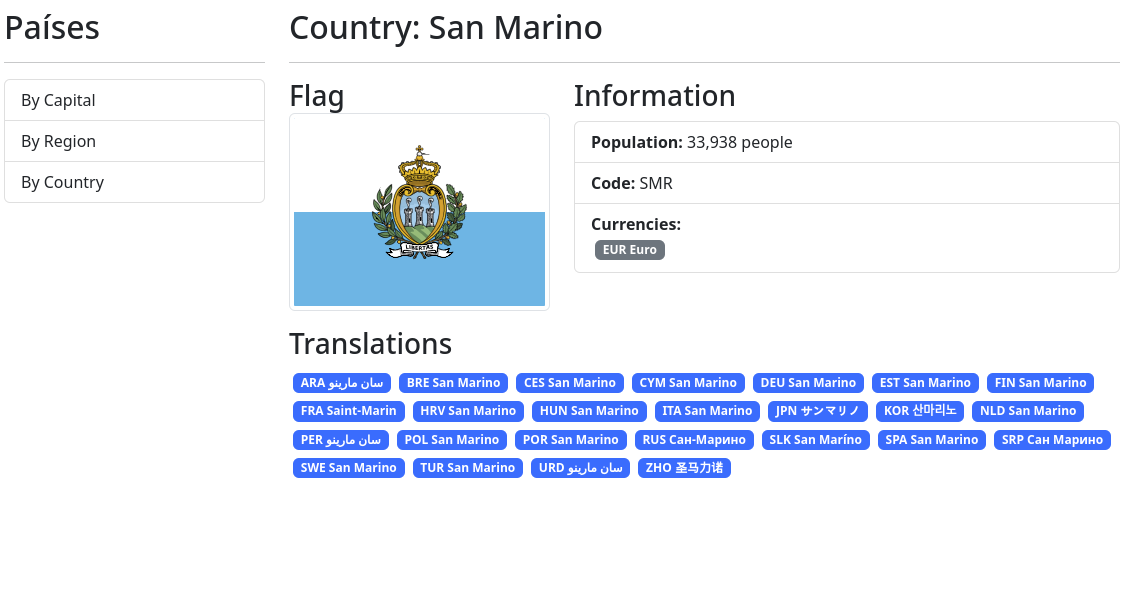 Países
By Capital
By Region
By Country
Country: San Marino
Flag
LIBERTAS
Information
Population: 33,938 people
Code: SMR
Currencies:
EUR Euro
Translations
ARA سان مارينو BRE San Marino CES San Marino CYM San Marino DEU San Marino EST San Marino FIN San Marino
FRA Saint-Marin HRV San Marino HUN San Marino ITA San Marino JPN サンマリノ KOR 산마리노 NLD San Marino
PER سان مارینو POL San Marino POR San Marino RUS Сан-Марино SLK San Maríno SPA San Marino SRP Сан Марино
SWE San Marino TUR San Marino URD سان مارینو ZHO 圣马力诺